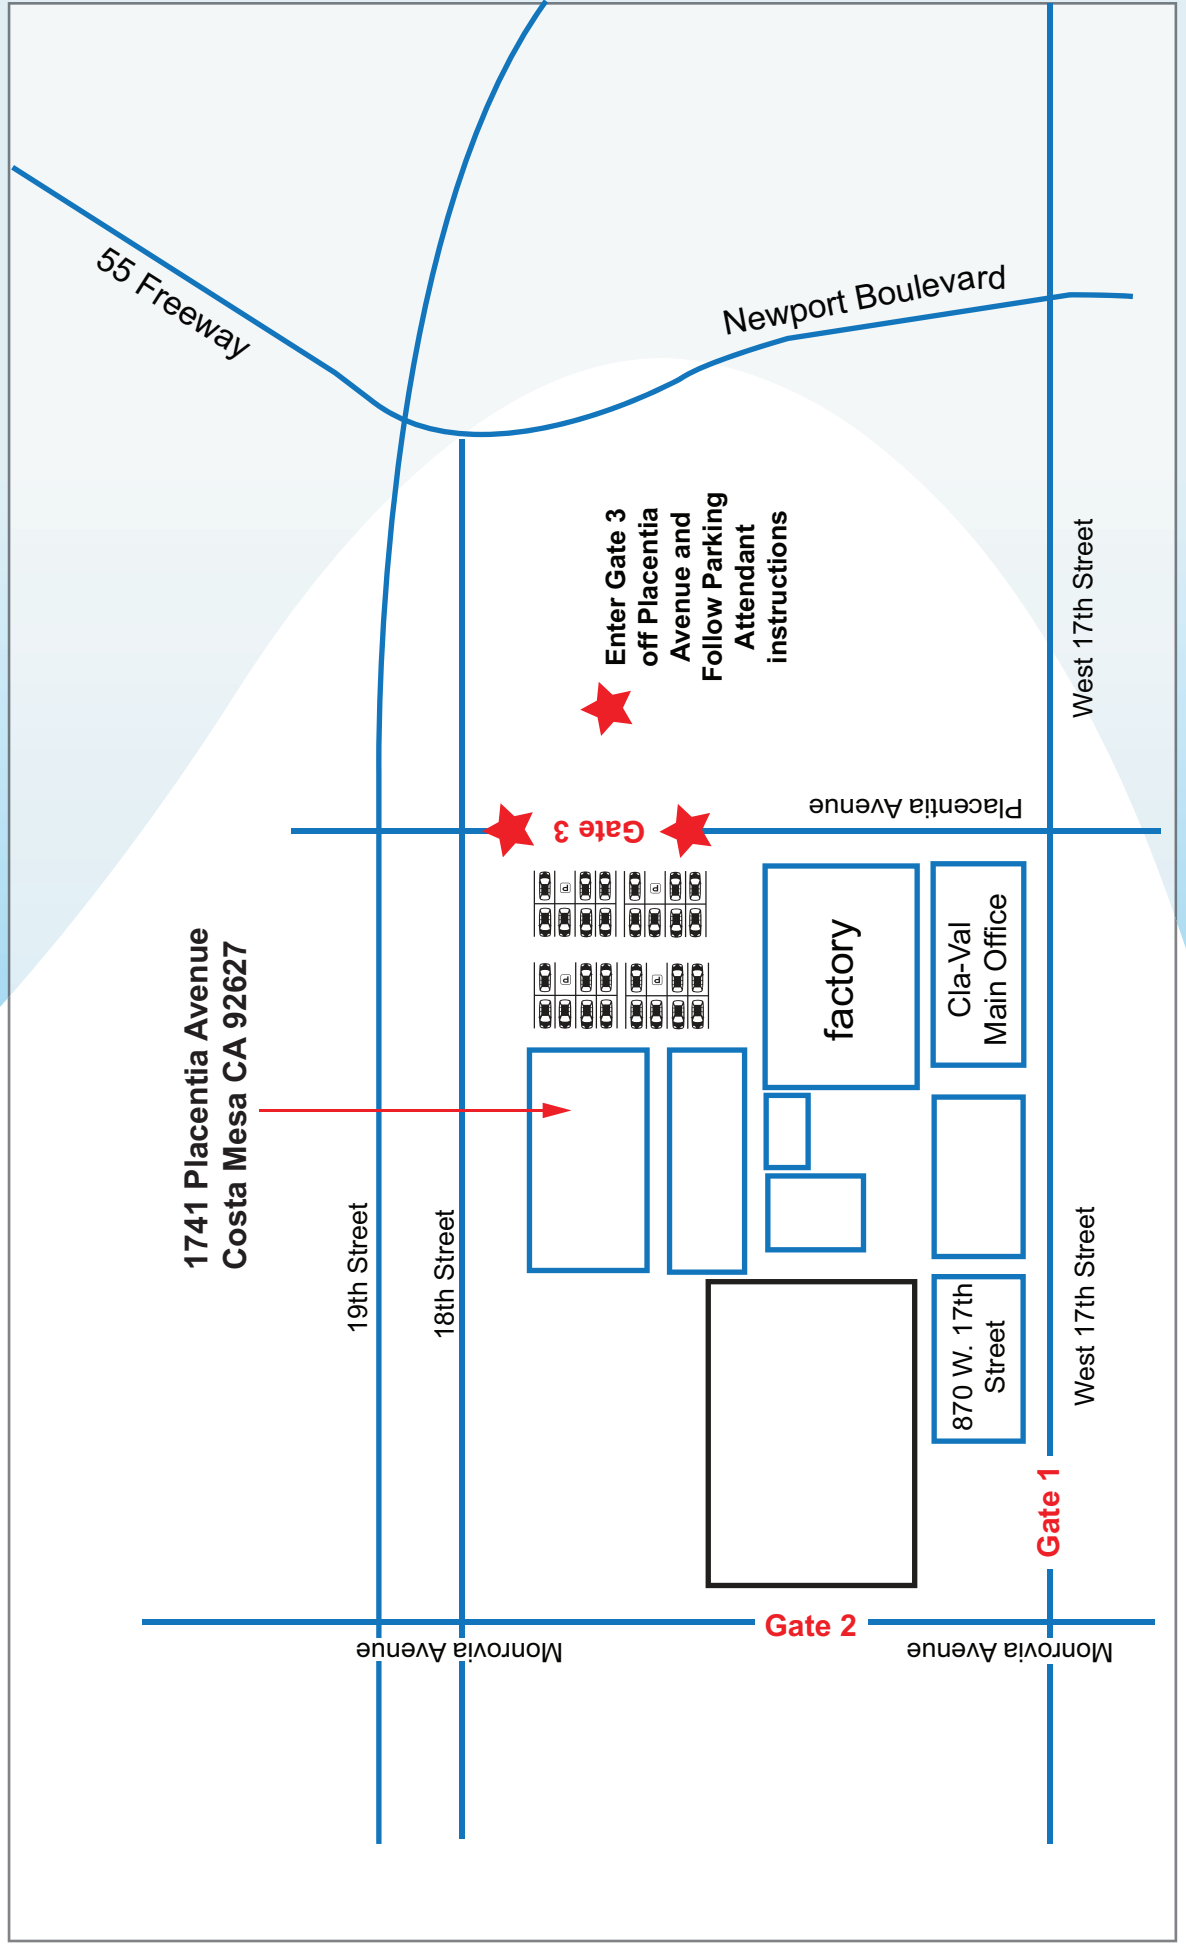 55 Freeway
Newport Boulevard
Enter Gate 3
off Placentia
Avenue and
Follow Parking
Attendant
instructions
West 17th Street
Placentia Avenue
Gate 3
P
P
P
P
factory
Cla-Val
Main Office
1741 Placentia Avenue
Costa Mesa CA 92627
19th Street
18th Street
870 W. 17th
Street
West 17th Street
Gate 1
Gate 2
Monrovia Avenue
Monrovia Avenue